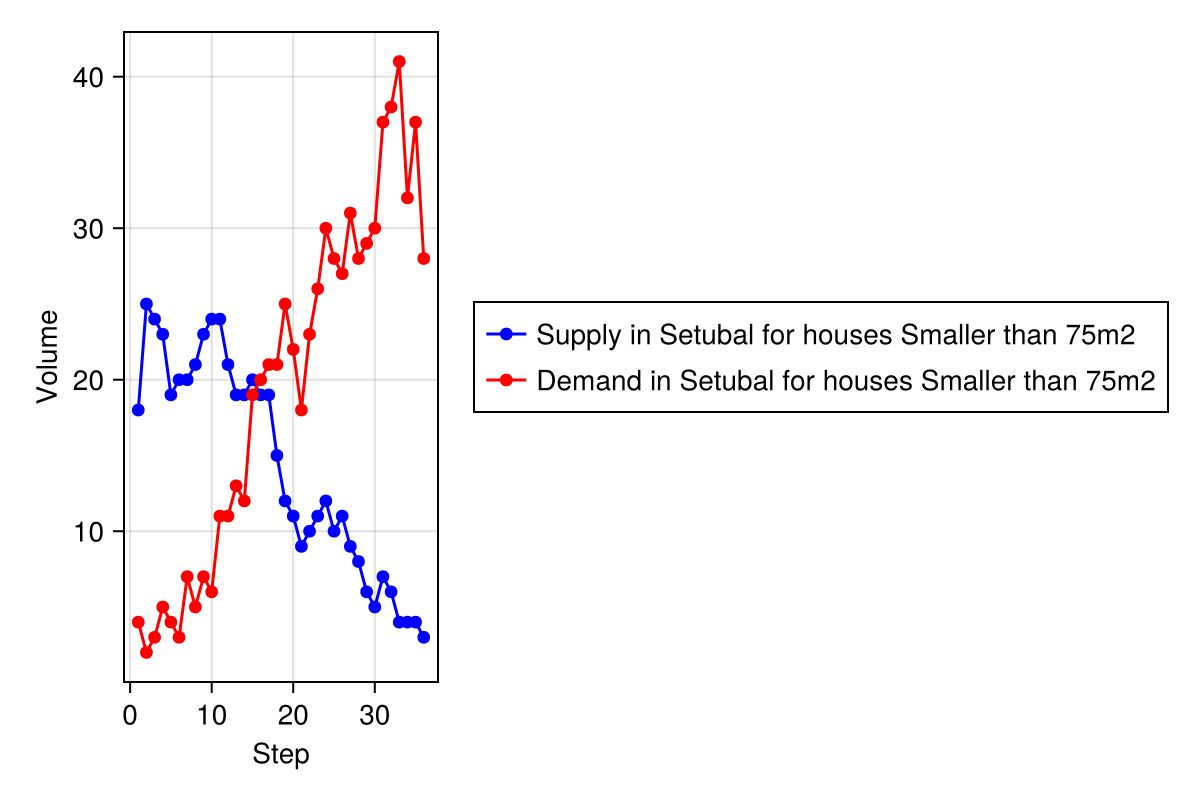 40
30
20
10
Volume
0 10 20 30
Step
Supply in Setubal for houses Smaller than 75m2
Demand in Setubal for houses Smaller than 75m2